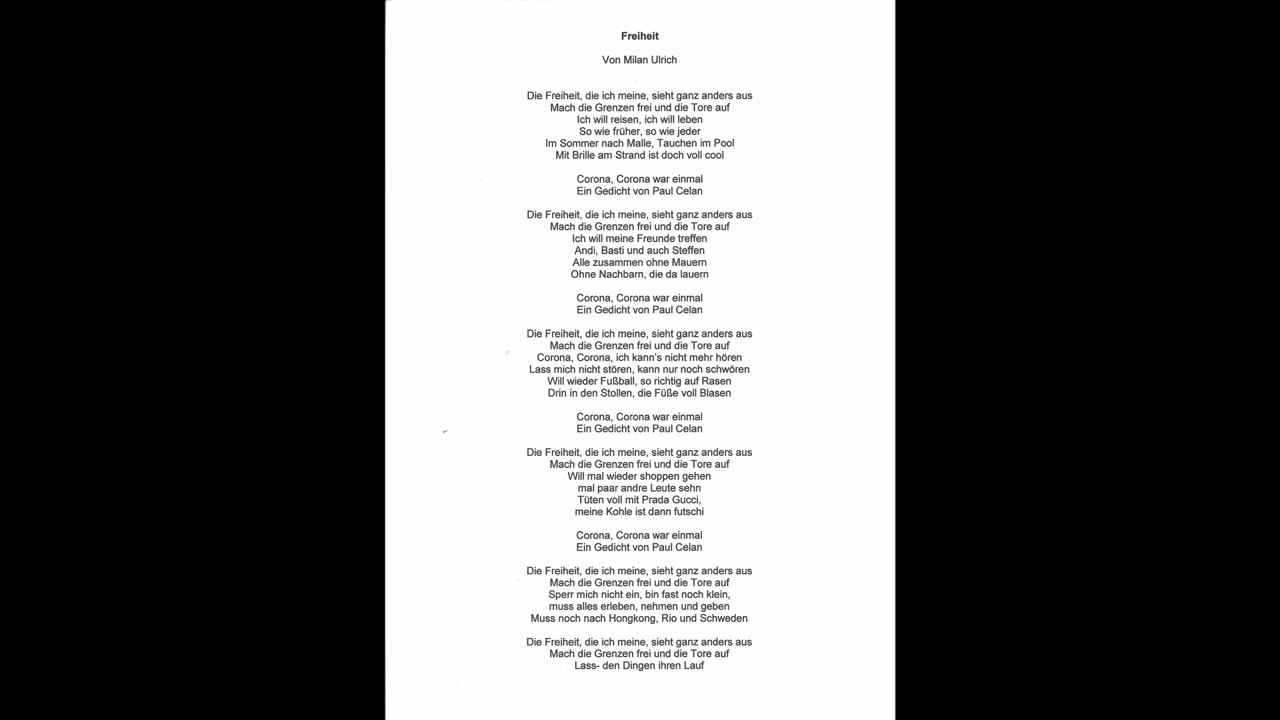 Freiheit
Von Milan Ulrich
Die Freiheit, die ich meine, sieht ganz anders aus
Mach die Grenzen frei und die Tore auf
Ich will reisen, ich will leben
So wie früher, so wie jeder
Im Sommer nach Malle, Tauchen im Pool
Mit Brille am Strand ist doch voll cool
Corona, Corona war einmal
Ein Gedicht von Paul Celan
Die Freiheit, die ich meine, sieht ganz anders aus
Mach die Grenzen frei und die Tore auf
Ich will meine Freunde treffen
Andi, Basti und auch Steffen
Alle zusammen ohne Mauern
Ohne Nachbarn, die da lauern
Corona, Corona war einmal
Ein Gedicht von Paul Celan
Die Freiheit, die ich meine, sieht ganz anders aus
Mach die Grenzen frei und die Tore auf
Corona, Corona, ich kann's nicht mehr hören
Lass mich nicht stören, kann nur noch schwören
Will wieder Fußball, so richtig auf Rasen
Drin in den Stollen, die Füße voll Blasen
Corona, Corona war einmal
Ein Gedicht von Paul Celan
Die Freiheit, die ich meine, sieht ganz anders aus
Mach die Grenzen frei und die Tore auf
Will mal wieder shoppen gehen
mal paar andre Leute sehn
Tüten voll mit Prada Gucci,
meine Kohle ist dann futschi
Corona, Corona war einmal
Ein Gedicht von Paul Celan
Die Freiheit, die ich meine, sieht ganz anders aus
Mach die Grenzen frei und die Tore auf
Sperr mich nicht ein, bin fast noch klein,
muss alles erleben, nehmen und geben
Muss noch nach Hongkong, Rio und Schweden
Die Freiheit, die ich meine, sieht ganz anders aus
Mach die Grenzen frei und die Tore auf
Lass- den Dingen ihren Lauf